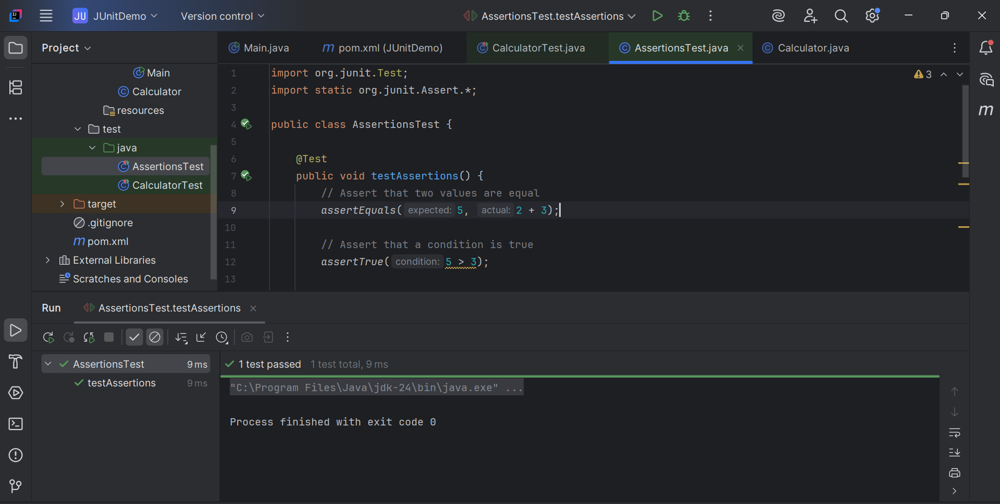 JU JUnitDemo Version control AssertionsTest.testAssertions
Project
Main
Calculator
resources
test
java
AssertionsTest
CalculatorTest
target
.gitignore
m pom.xml
External Libraries
Scratches and Consoles
Main.java m pom.xml (JUnitDemo) CalculatorTest.java AssertionsTest.java Calculator.java
3
1 import org.junit.Test;
2 import static org.junit.Assert.*;
3
4 public class AssertionsTest {
5
6 @Test
7 public void testAssertions() {
8 // Assert that two values are equal
9 assertEquals( expected: 5, actual: 2 + 3);
10
11 // Assert that a condition is true
12 assertTrue( condition: 5 > 3);
13
m
Run AssertionsTest.testAssertions
AssertionsTest 9 ms
testAssertions 9 ms
1 test passed 1 test total, 9 ms
"C:\Program Files\Java\jdk-24\bin\java.exe" ...
Process finished with exit code 0